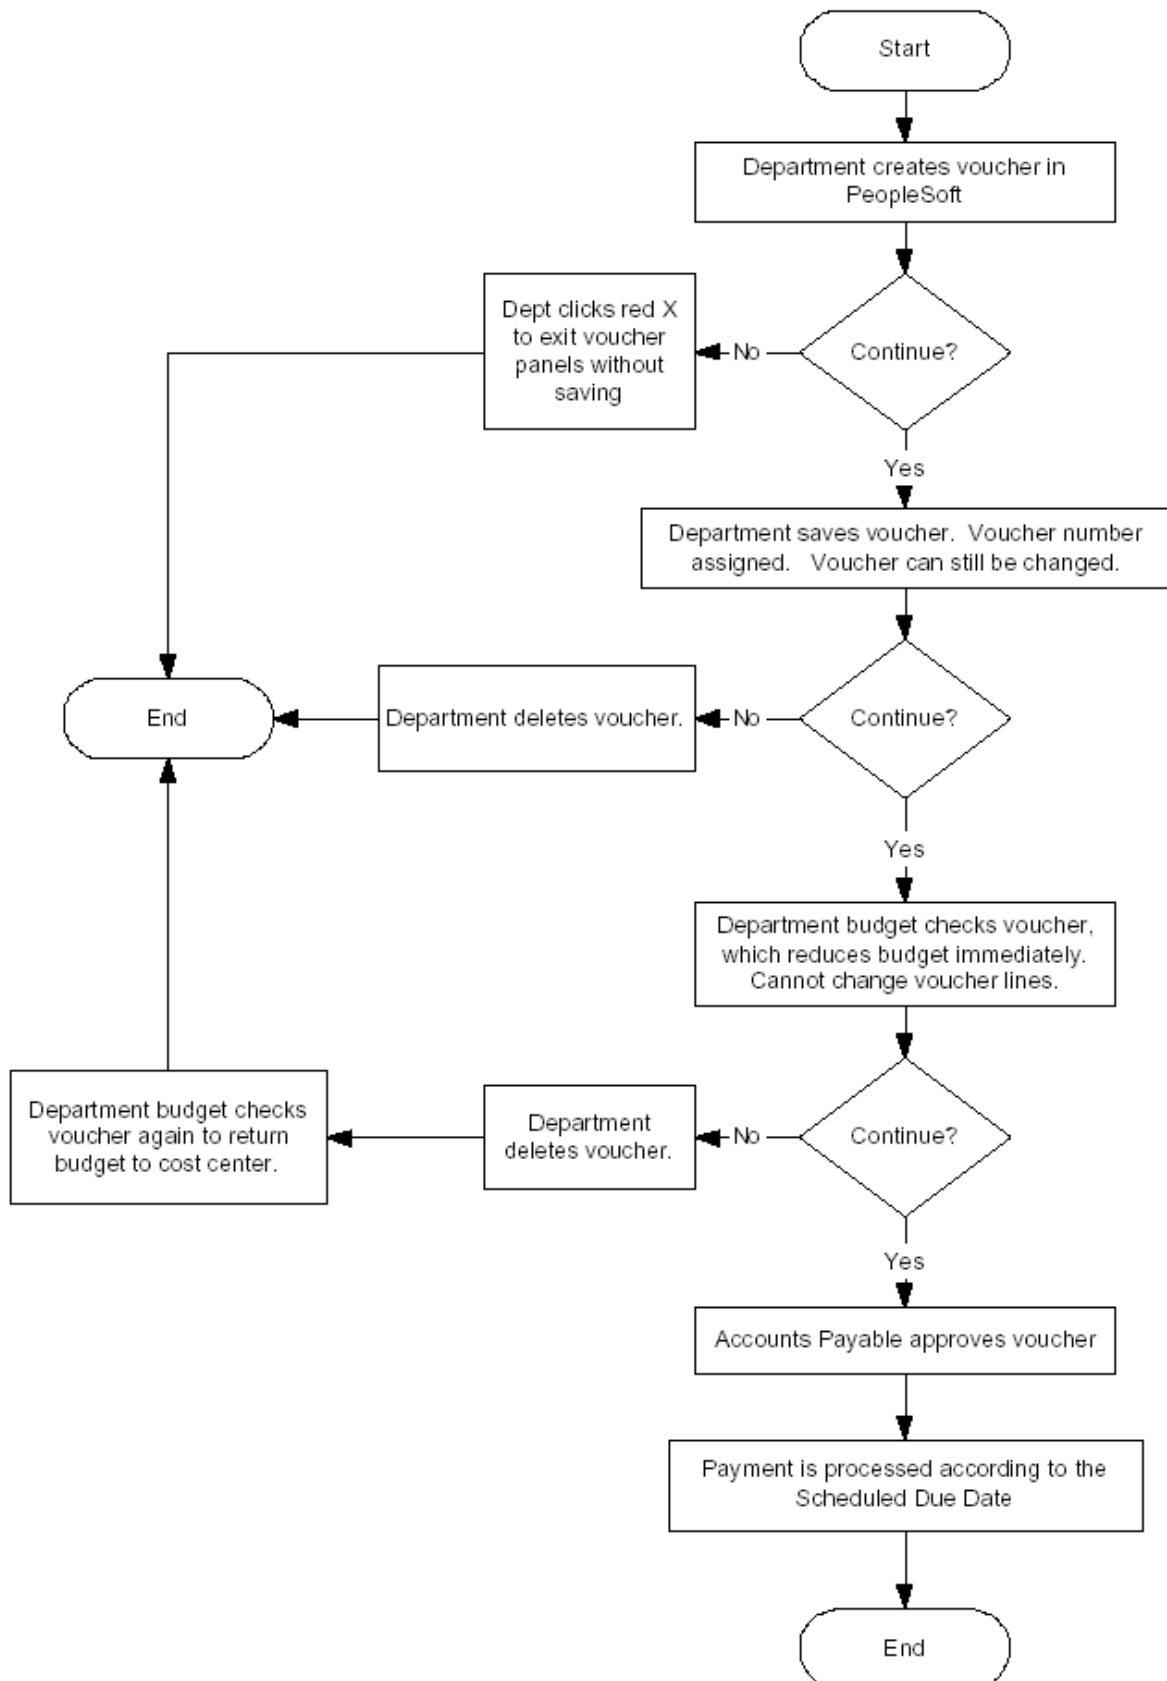 Start
Department creates voucher in
PeopleSoft
Dept clicks red X
to exit voucher
panels without
saving
No
Continue?
Yes
Department saves voucher.  Voucher number
assigned.   Voucher can still be changed.
End
Department deletes voucher.
No
Continue?
Yes
Department budget checks voucher,
which reduces budget immediately.
Cannot change voucher lines.
Department budget checks
voucher again to return
budget to cost center.
Department
deletes voucher.
No
Continue?
Yes
Accounts Payable approves voucher
Payment is processed according to the
Scheduled Due Date
End